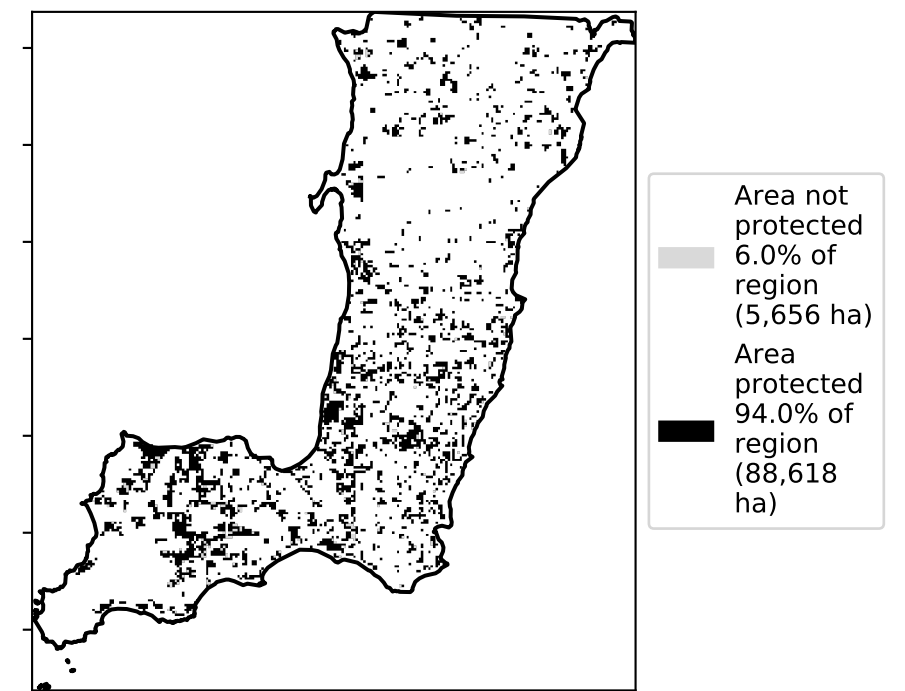 Area not
protected
6.0% of
region
(5,656 ha)
Area
protected
94.0% of
region
(88,618
ha)